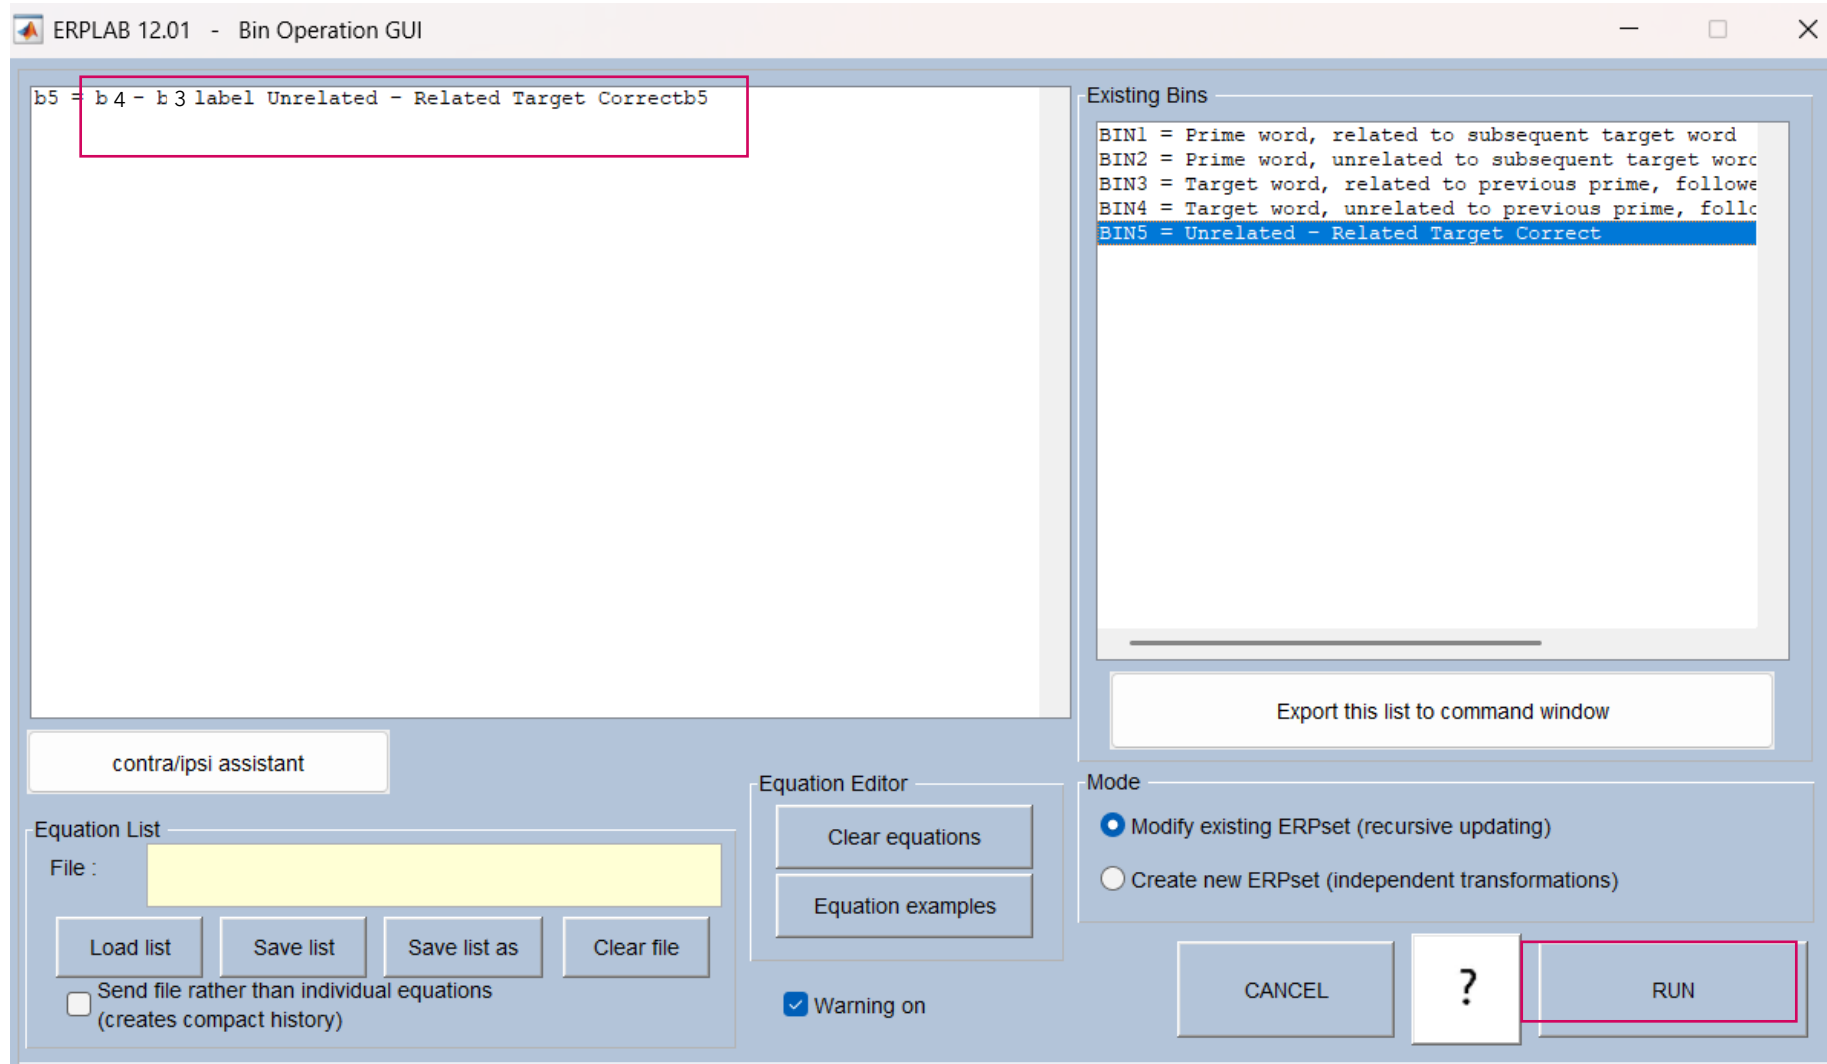 ERPLAB 12.01 - Bin Operation GUI
b5 = b 4 - b 3 label Unrelated - Related Target Correctb5
Existing Bins
BIN1 = Prime word, related to subsequent target word
BIN2 = Prime word, unrelated to subsequent target worc
BIN3 = Target word, related to previous prime, followe
BIN4 = Target word, unrelated to previous prime, follc
BIN5 = Unrelated - Related Target Correct
Export this list to command window
contra/ipsi assistant
Equation List
File :
Load list
Save list
Save list as
Clear file
Send file rather than individual equations
(creates compact history)
Equation Editor
Clear equations
Equation examples
Warning on
Mode
Modify existing ERPset (recursive updating)
Create new ERPset (independent transformations)
CANCEL
?
RUN